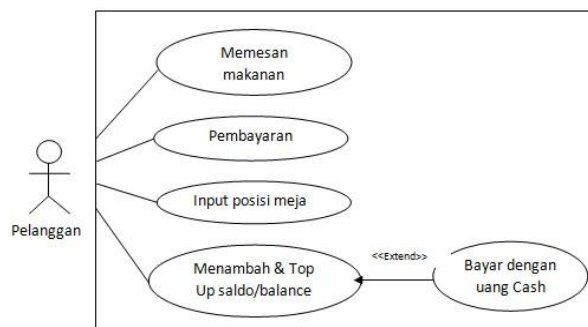 Memesan
makanan
Pembayaran
Input posisi meja
Pelanggan
Menambah & Top
Up saldo/balance
<<Extend>>
Bayar dengan
uang Cash